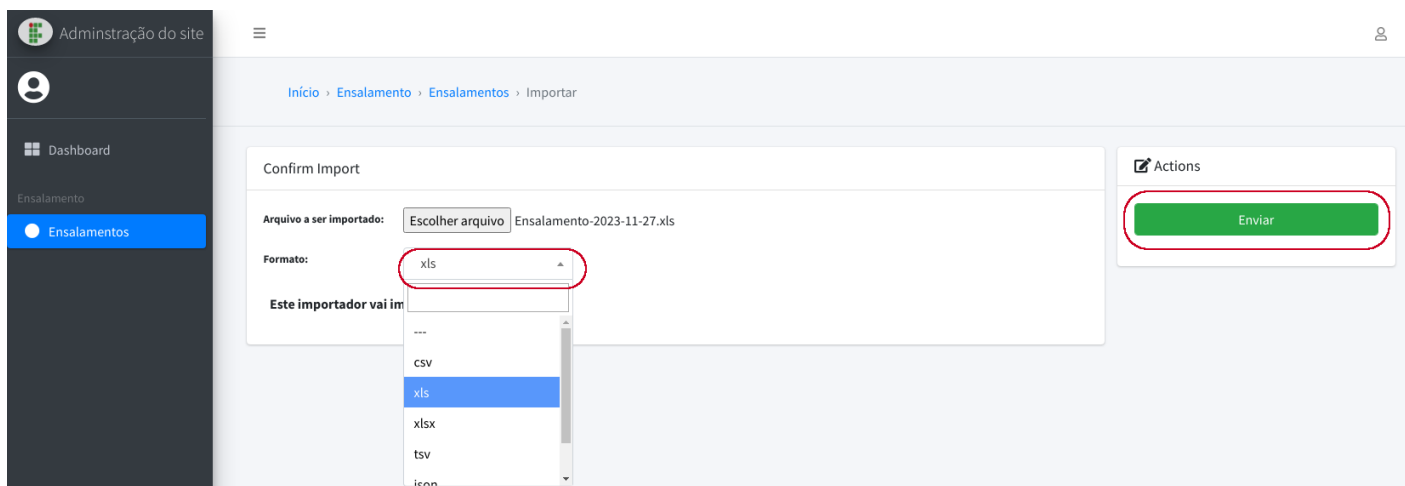 Adminstração do site
Início › Ensalamento › Ensalamentos › Importar
Dashboard
Ensalamento
Ensalamentos
Confirm Import
Arquivo a ser importado: Escolher arquivo Ensalamento-2023-11-27.xls
Formato: xls
Este importador vai im
---
csv
xls
xlsx
tsv
json
Actions
Enviar